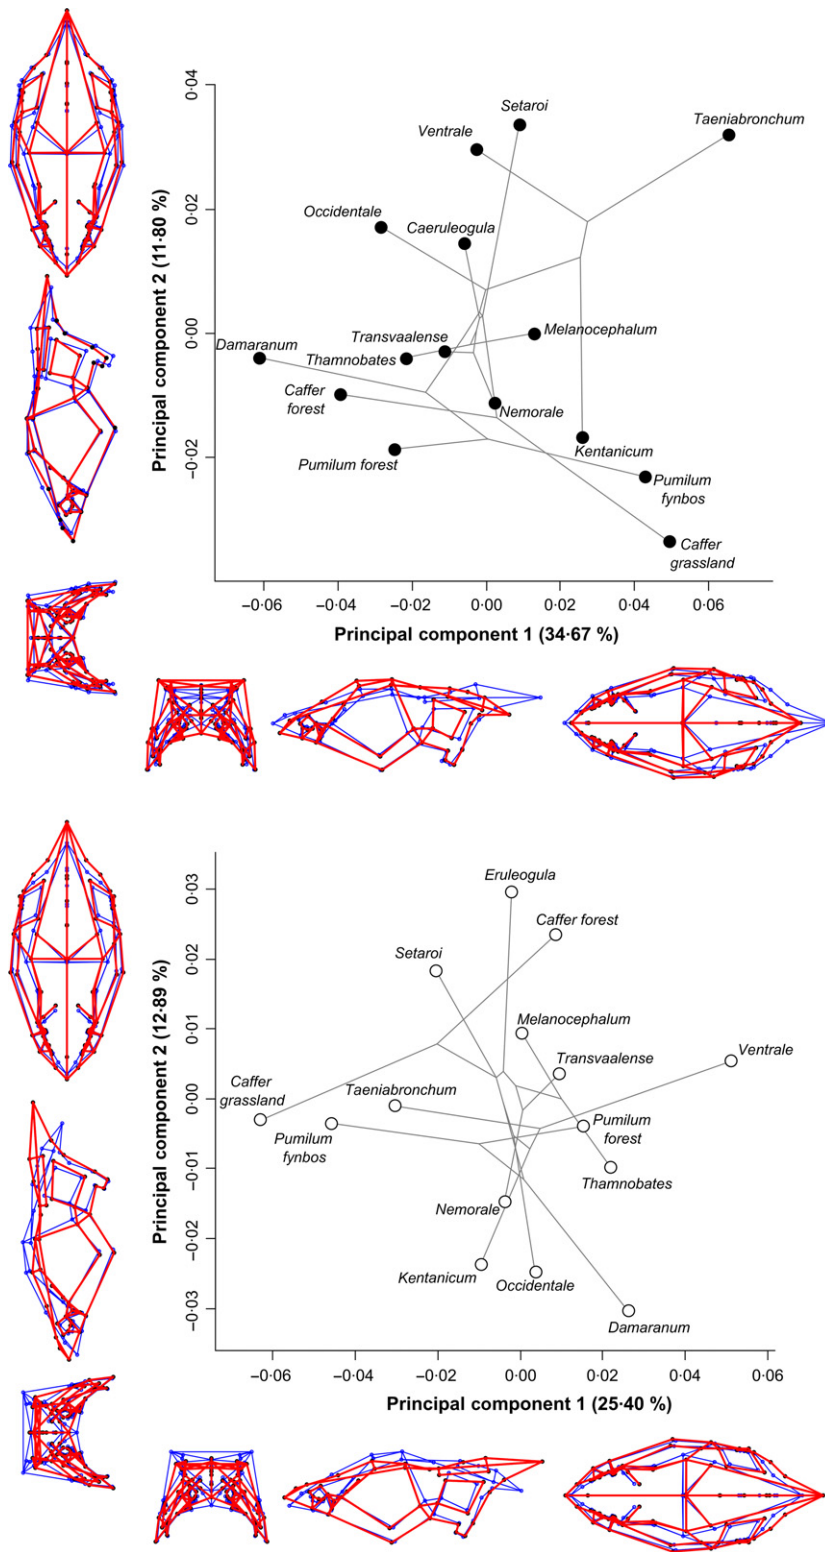 0·04
0·02
0·00
−0·02
Principal component 2 (11·80 %)
Setaroi
Taeniabronchum
Ventrale
Occidentale
Caeruleogula
Melanocephalum
Transvaalense
Damaranum
Thamnobates
Caffer
forest
Nemorale
Pumilum forest
Kentanicum
Pumilum
fynbos
Caffer
grassland
−0·06 −0·04 −0·02 0·00 0·02 0·04 0·06
Principal component 1 (34·67 %)
0·03
0·02
0·01
0·00
−0·01
−0·02
−0·03
Principal component 2 (12·89 %)
Eruleogula
Caffer forest
Setaroi
Melanocephalum
Ventrale
Transvaalense
Caffer
grassland
Taeniabronchum
Pumilum
fynbos
Pumilum
forest
Thamnobates
Nemorale
Kentanicum
Occidentale
Damaranum
−0·06 −0·04 −0·02 0·00 0·02 0·04 0·06
Principal component 1 (25·40 %)